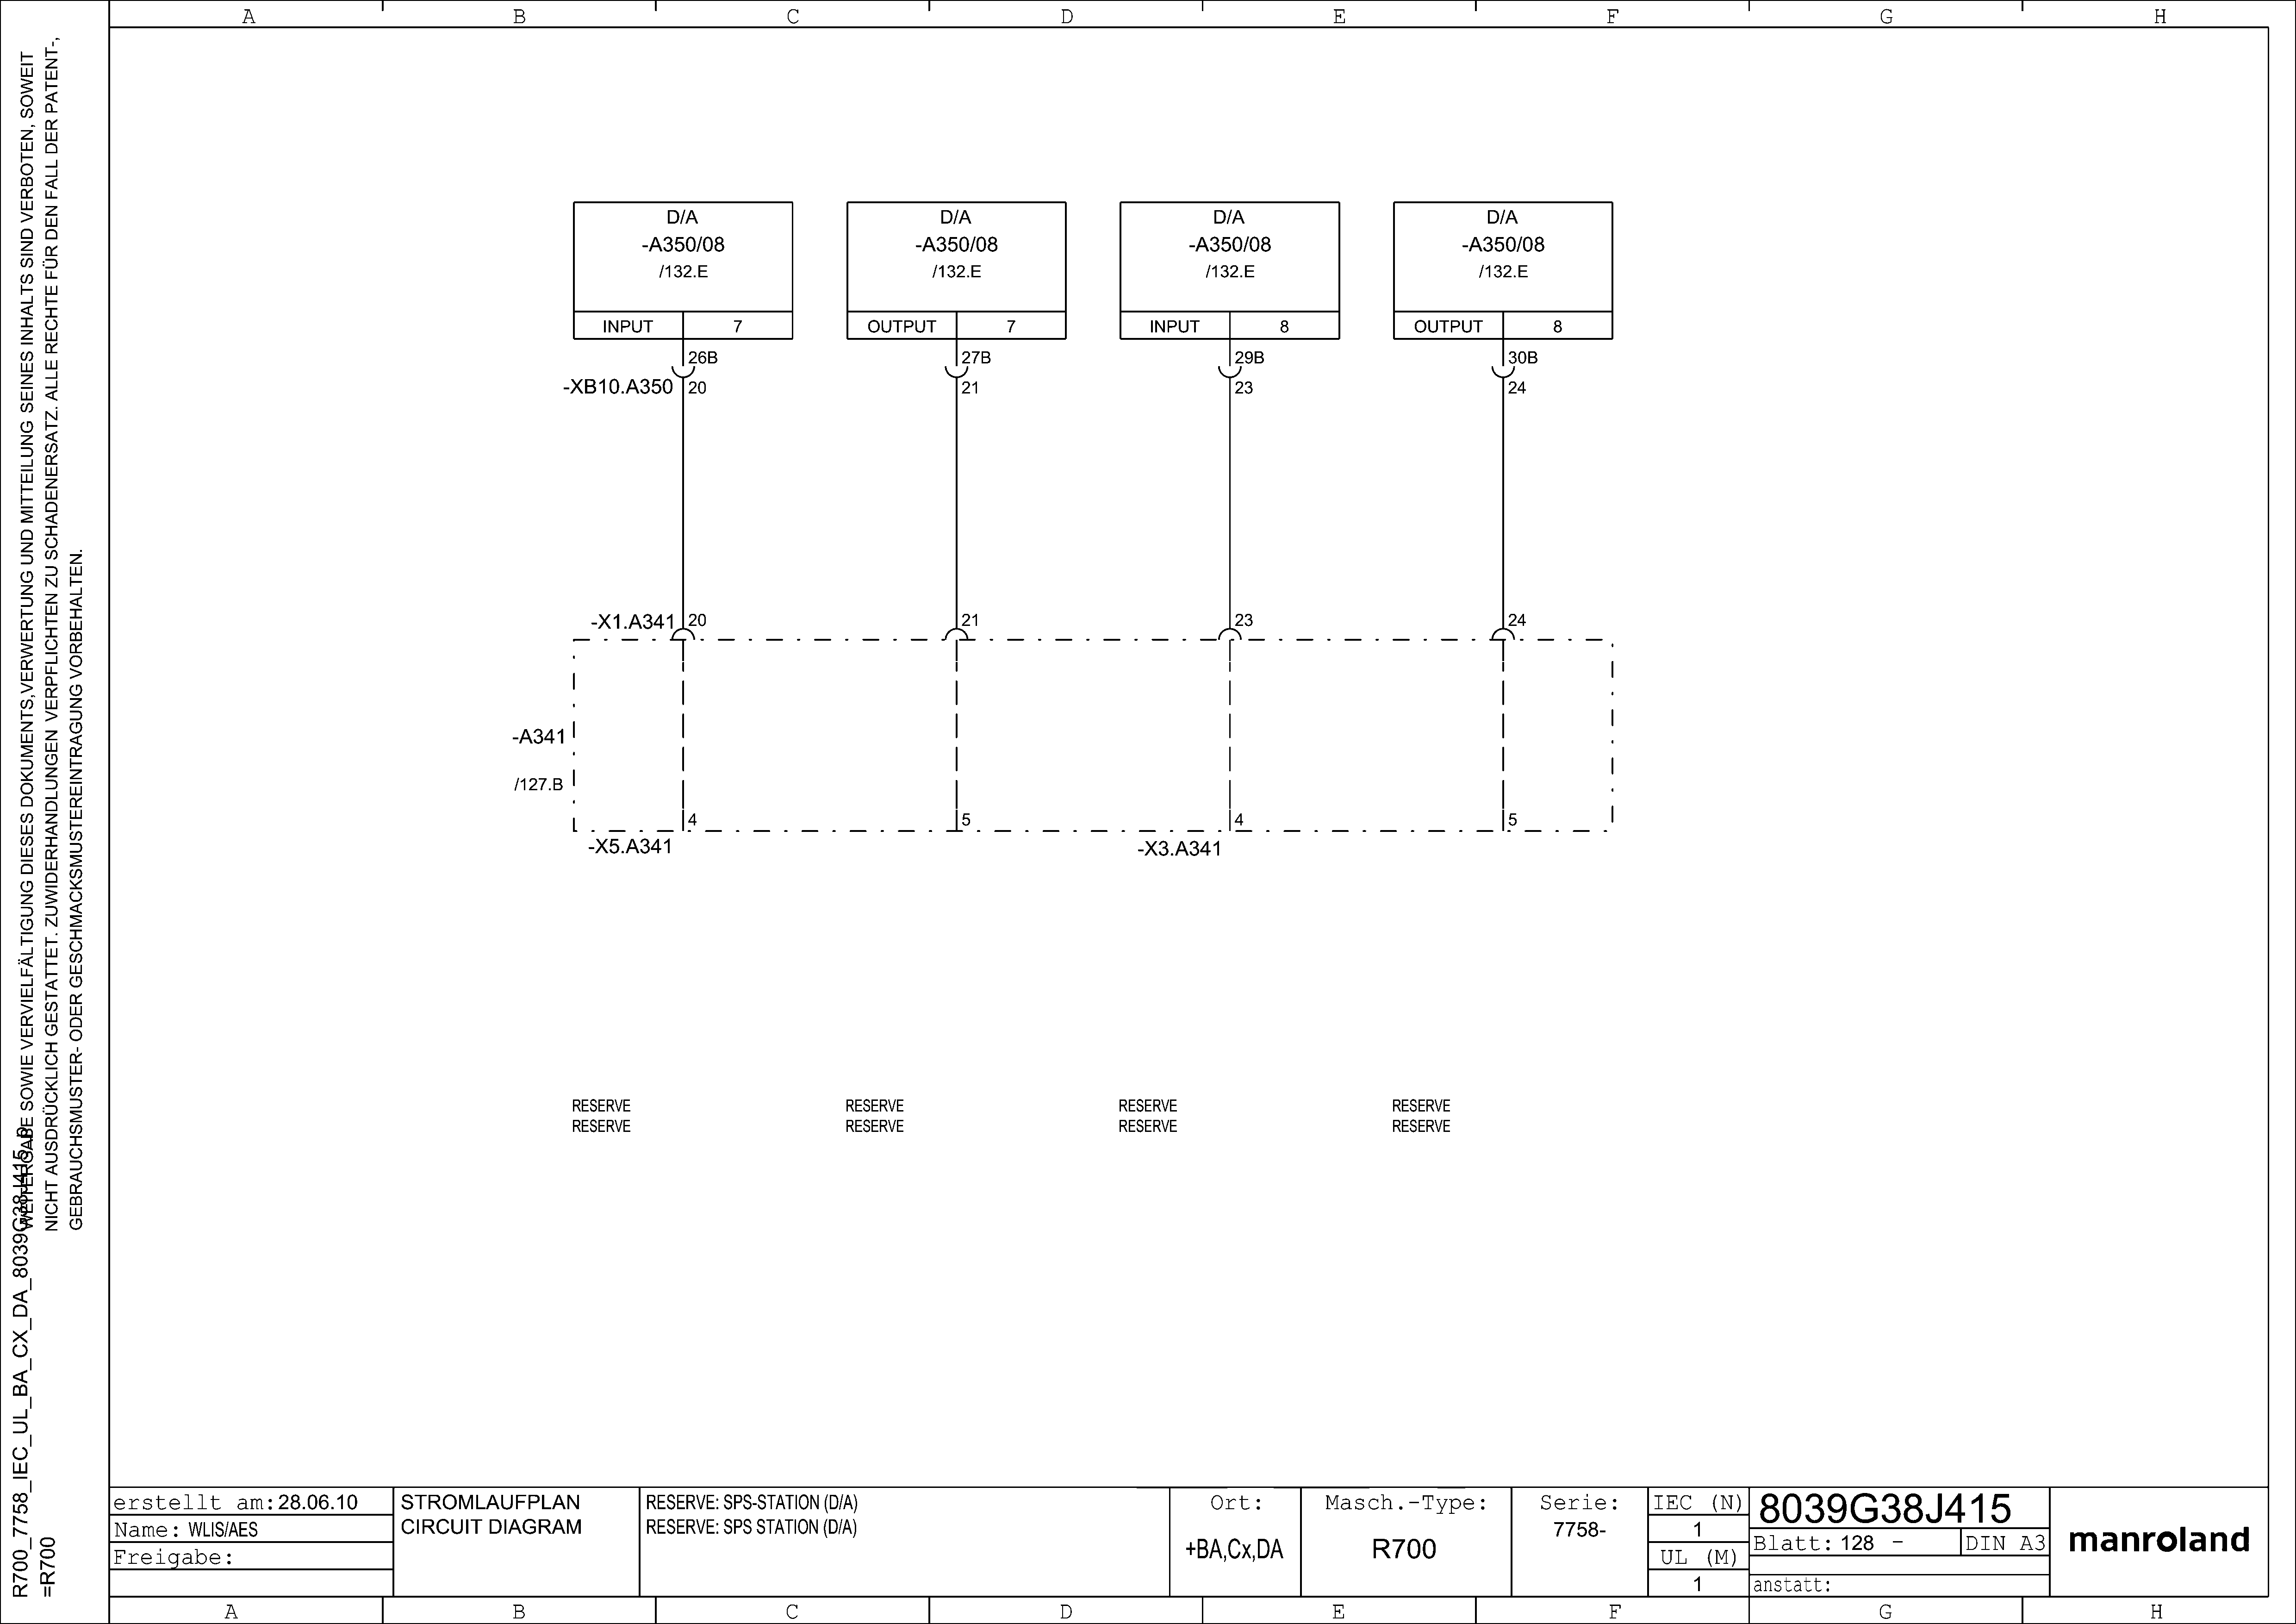 A B C D E F G H
WEITERGABE SOWIE VERVIELFÄLTIGUNG DIESES DOKUMENTS,VERWERTUNG UND MITTEILUNG SEINES INHALTS SIND VERBOTEN, SOWEIT
NICHT AUSDRÜCKLICH GESTATTET. ZUWIDERHANDLUNGEN VERPFLICHTEN ZU SCHADENERSATZ. ALLE RECHTE FÜR DEN FALL DER PATENT-,
GEBRAUCHSMUSTER- ODER GESCHMACKSMUSTEREINTRAGUNG VORBEHALTEN.
R700_7758_IEC_UL_BA_CX_DA_8039G38J415_p
=R700
D/A D/A D/A D/A
-A350/08 -A350/08 -A350/08 -A350/08
/132.E /132.E /132.E /132.E
INPUT 7 OUTPUT 7 INPUT 8 OUTPUT 8
26B 27B 29B 30B
-XB10.A350 20 21 23 24
-X1.A341 20 21 23 24
-A341
/127.B
4 5 4 5
-X5.A341 -X3.A341
RESERVE RESERVE RESERVE RESERVE
RESERVE RESERVE RESERVE RESERVE
erstellt am: 28.06.10
Name: WLIS/AES
Freigabe:
STROMLAUFPLAN
CIRCUIT DIAGRAM
RESERVE: SPS-STATION (D/A)
RESERVE: SPS STATION (D/A)
Ort:
+BA,Cx,DA
Masch.-Type:
R700
Serie:
7758-
IEC (N)
1
UL (M)
1
8039G38J415
Blatt: 128 - DIN A3
anstatt:
manroland
A B C D E F G H